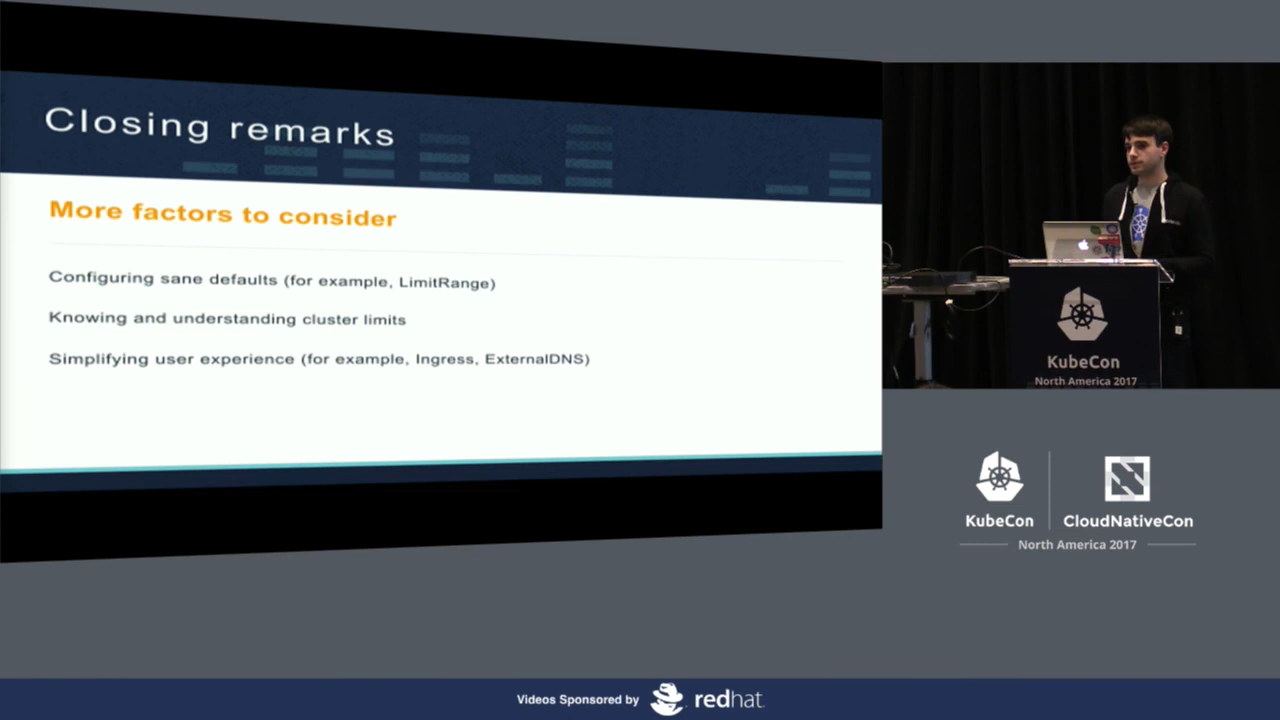 Closing remarks
More factors to consider
Configuring sane defaults (for example, LimitRange)
Knowing and understanding cluster limits
Simplifying user experience (for example, Ingress, ExternalDNS)
KubeCon
North America 2017
KubeCon
CloudNativeCon
North America 2017
Videos Sponsored by
redhat.